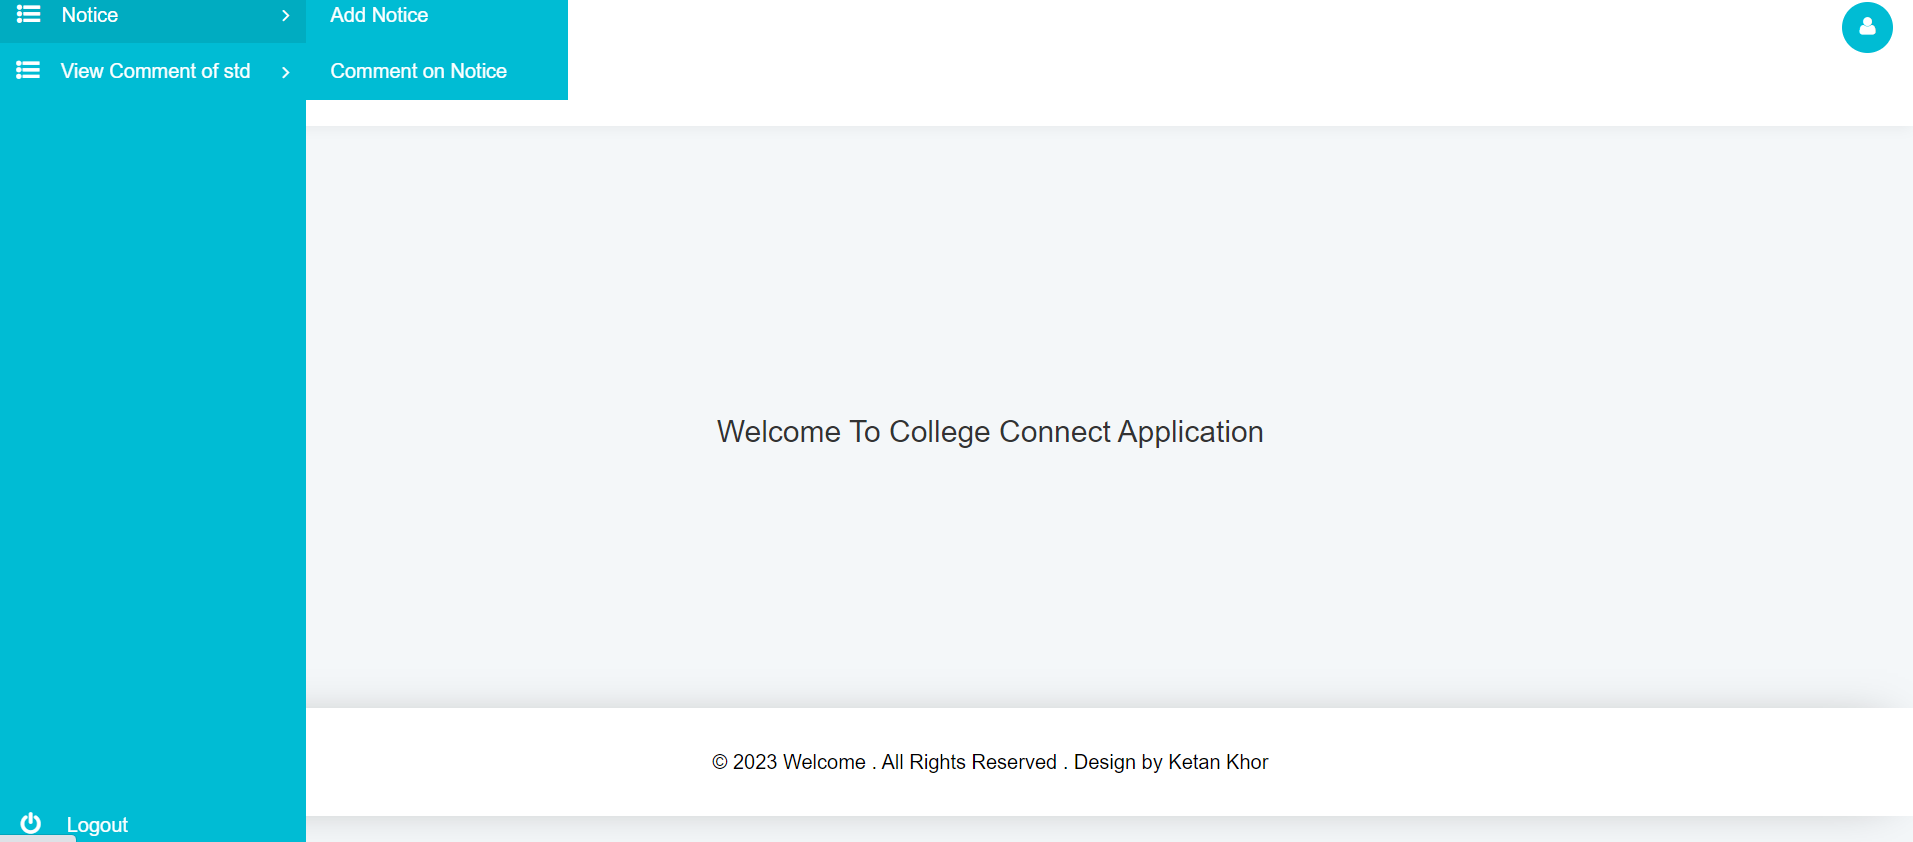 Notice
View Comment of std
Add Notice
Comment on Notice
Welcome To College Connect Application
© 2023 Welcome . All Rights Reserved . Design by Ketan Khor
Logout